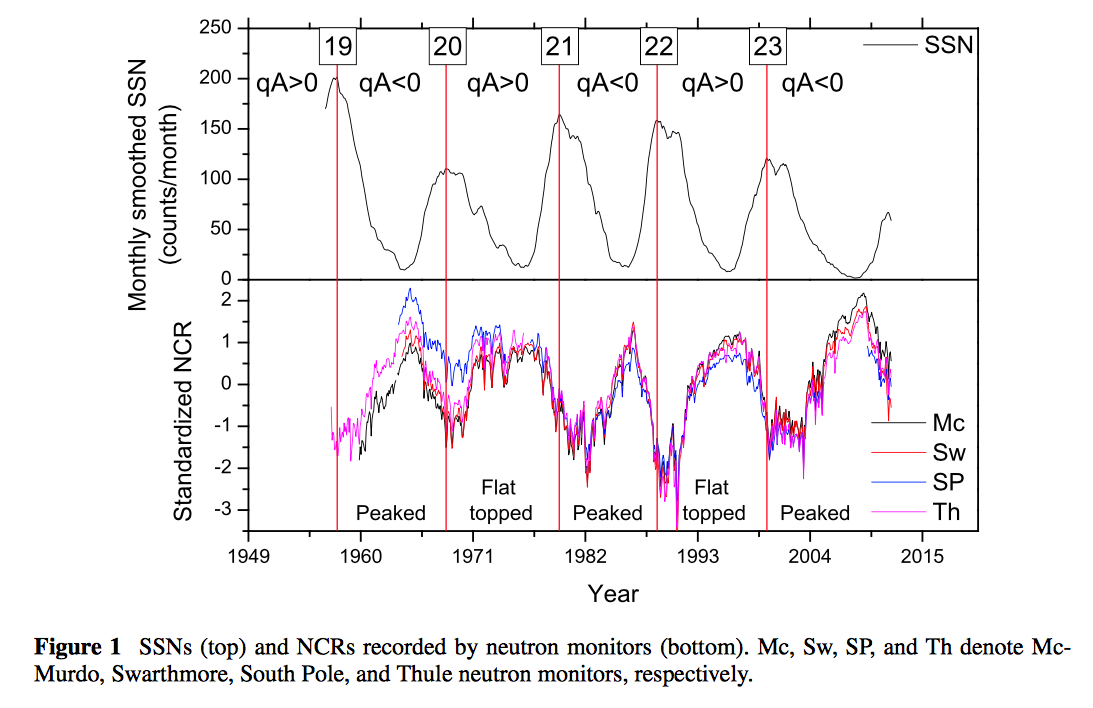 Monthly smoothed SSN
(counts/month)
250
200
150
100
50
0
19
20
21
22
23
SSN
qA>0
qA<0
qA>0
qA<0
qA>0
qA<0
Standardized NCR
2
1
0
-1
-2
-3
Mc
Sw
SP
Th
Peaked
Flat
topped
Peaked
Flat
topped
Peaked
1949
1960
1971
1982
1993
2004
2015
Year
Figure 1 SSNs (top) and NCRs recorded by neutron monitors (bottom). Mc, Sw, SP, and Th denote Mc-
Murdo, Swarthmore, South Pole, and Thule neutron monitors, respectively.